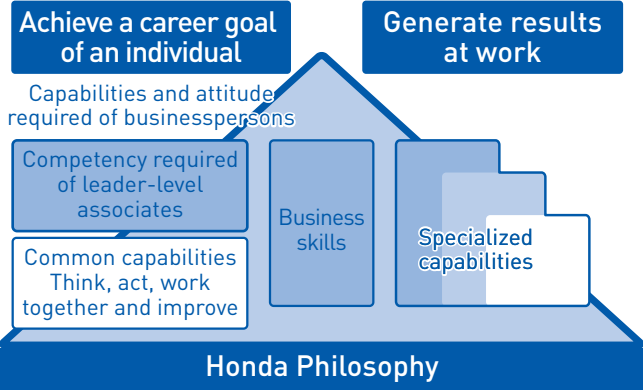 Achieve a career goal
of an individual
Generate results
at work
Capabilities and attitude
required of businesspersons
Competency required
of leader-level
associates
Common capabilities
Think, act, work
together and improve
Business
skills
Specialized
capabilities
Honda Philosophy